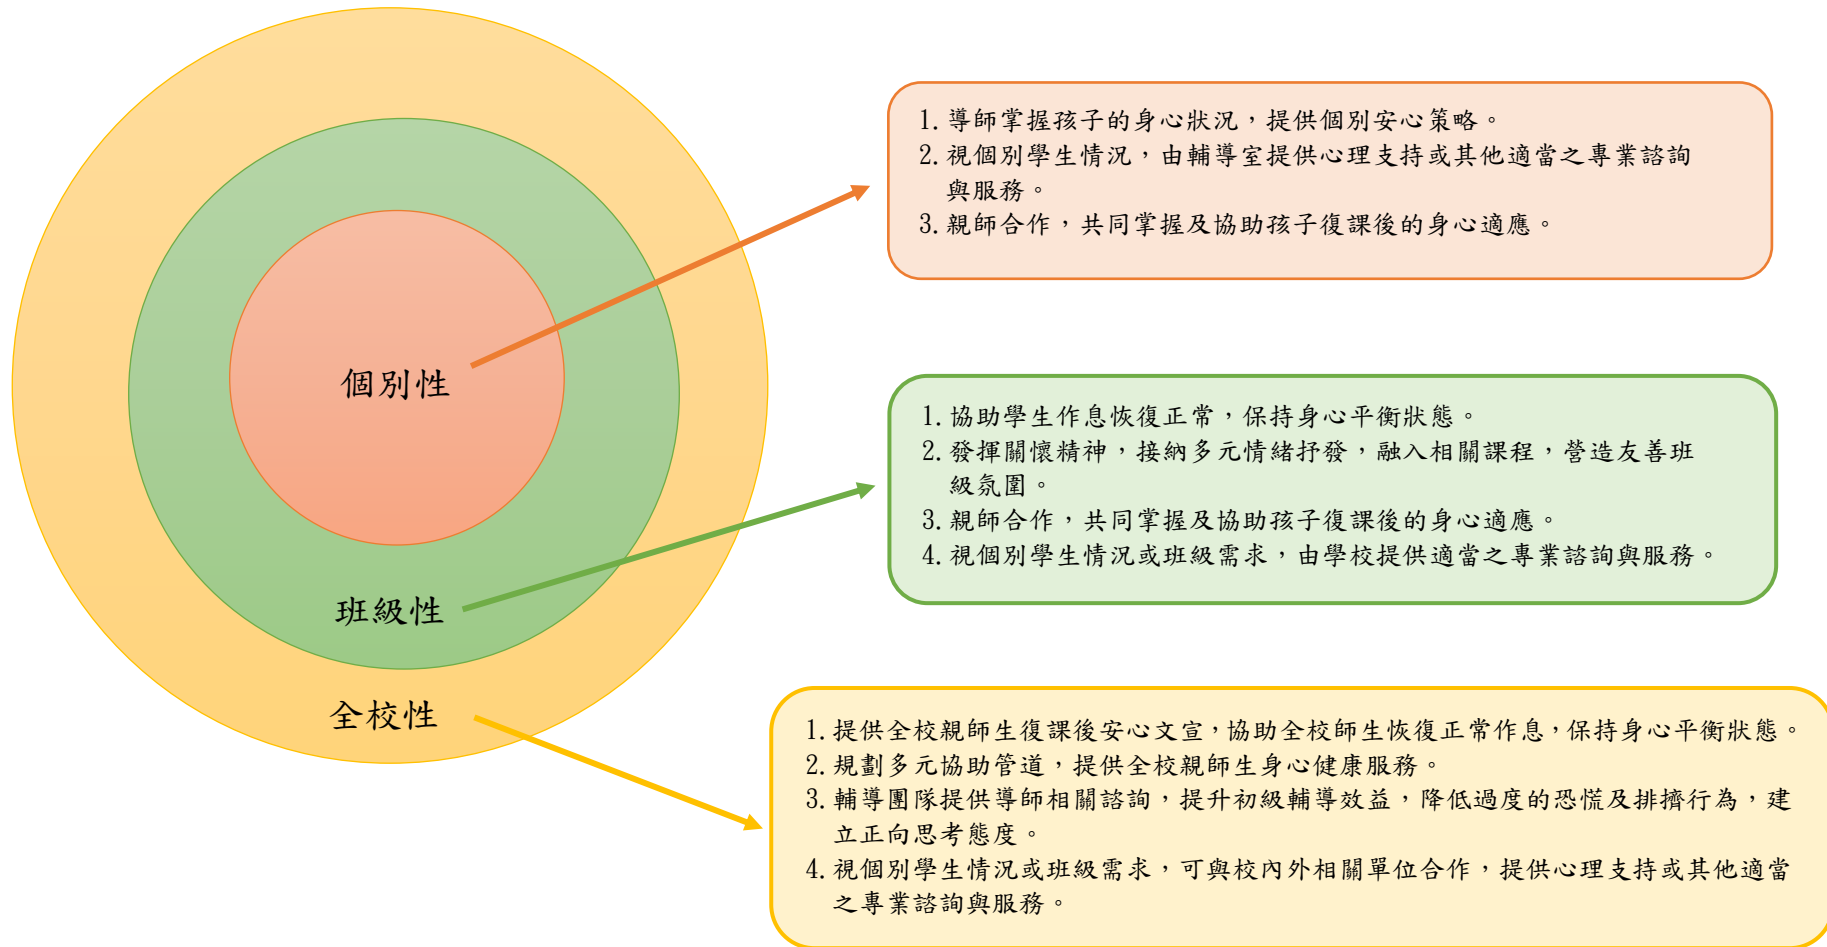 個別性
班級性
全校性
1. 導師掌握孩子的身心狀況，提供個別安心策略。
2. 視個別學生情況，由輔導室提供心理支持或其他適當之專業諮詢
與服務。
3. 親師合作，共同掌握及協助孩子復課後的身心適應。
1. 協助學生作息恢復正常，保持身心平衡狀態。
2. 發揮關懷精神，接納多元情緒抒發，融入相關課程，營造友善班
級氛圍。
3. 親師合作，共同掌握及協助孩子復課後的身心適應。
4. 視個別學生情況或班級需求，由學校提供適當之專業諮詢與服務。
1. 提供全校親師生復課後安心文宣，協助全校師生恢復正常作息，保持身心平衡狀態。
2. 規劃多元協助管道，提供全校親師生身心健康服務。
3. 輔導團隊提供導師相關諮詢，提升初級輔導效益，降低過度的恐慌及排擠行為，建
立正向思考態度。
4. 視個別學生情況或班級需求，可與校內外相關單位合作，提供心理支持或其他適當
之專業諮詢與服務。